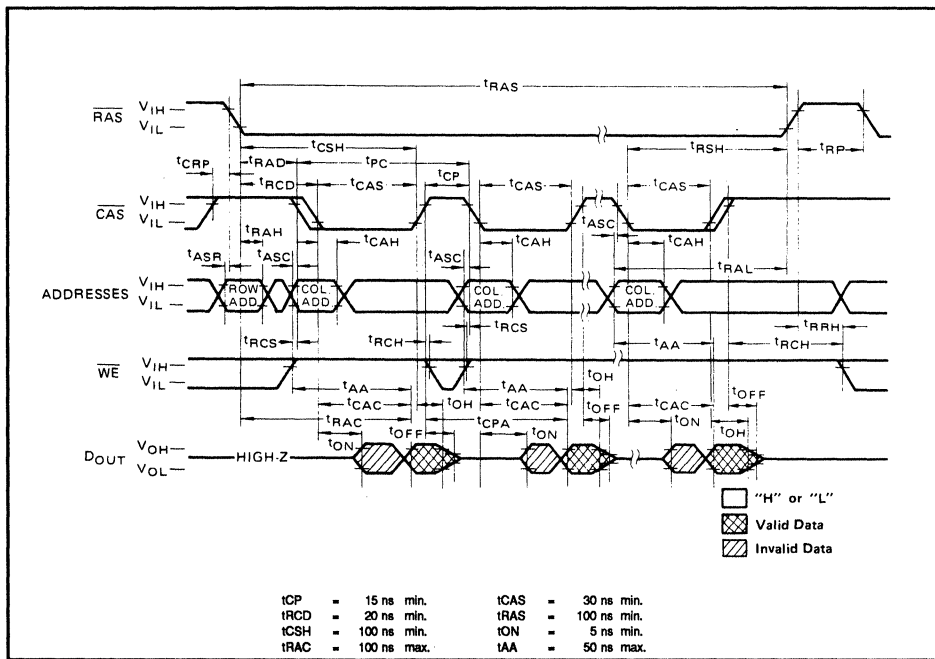 tRAS
RAS VIH
VIL
tCSH tRSH
tCRP tRAD tPC tRP
tRCD tCAS tCP tCAS tCAS
CAS VIH
VIL
tRAH tCAH tCAH tASC tCAH
tASR tASC tASC tRAL
ADDRESSES VIH
VIL
ROW ADD. COL. ADD. COL. ADD. COL. ADD.
tRCS tRCH tRCS tAA tRRH
tRCH
WE VIH
VIL
tAA tAA tOH
tCAC tOH tCAC tOFF tCAC tOFF
tRAC tCPA
tON tOFF tON tON tOH
DOUT VOH
VOL
HIGH-Z
"H" or "L"
Valid Data
Invalid Data
tCP = 15 ns min. tCAS = 30 ns min.
tRCD = 20 ns min. tRAS = 100 ns min.
tCSH = 100 ns min. tON = 5 ns min.
tRAC = 100 ns max. tAA = 50 ns max.